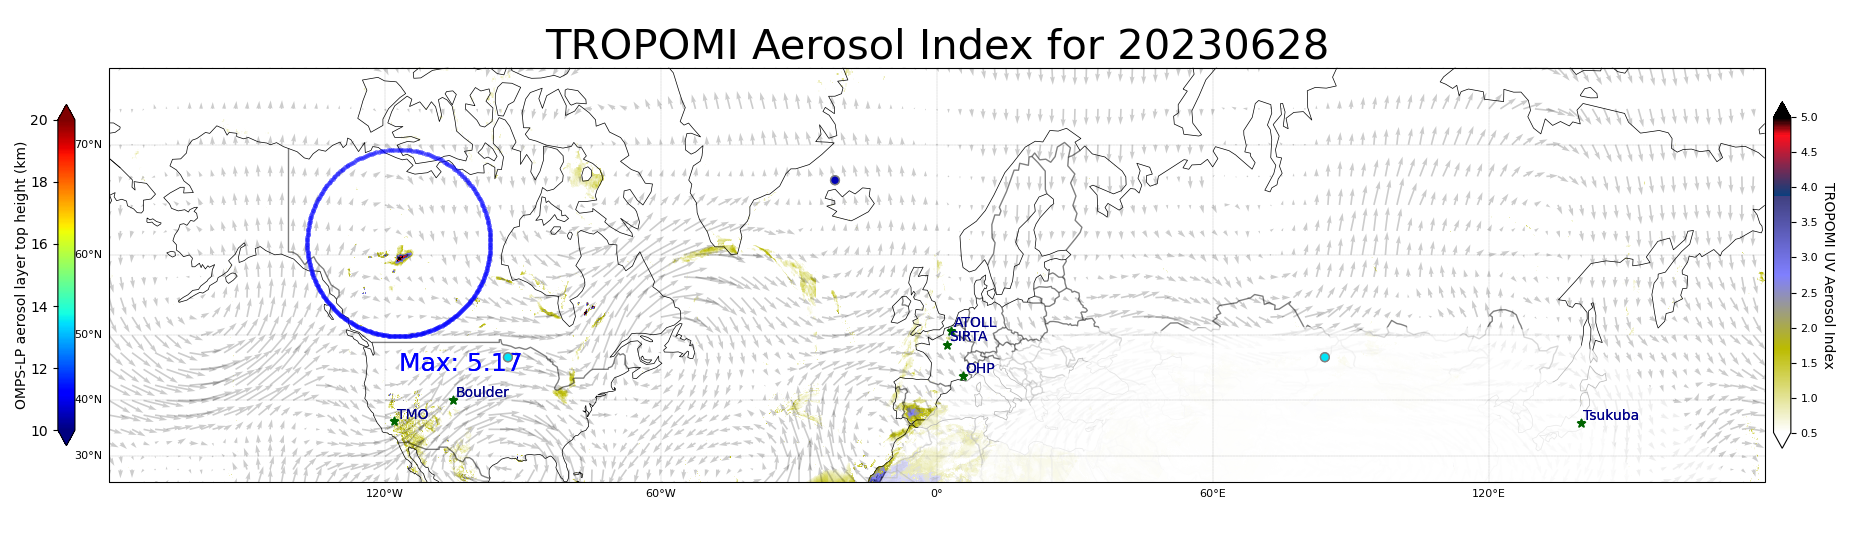 TROPOMI Aerosol Index for 20230628
OMPS-LP aerosol layer top height (km)
20
18
16
14
12
10
70°N
60°N
50°N
40°N
30°N
120°W
60°W
0°
60°E
120°E
Max: 5.17
Boulder
TMO
ATOLL
SIRTA
OHP
Tsukuba
5.0
4.5
4.0
3.5
3.0
2.5
2.0
1.5
1.0
0.5
TROPOMI UV Aerosol Index